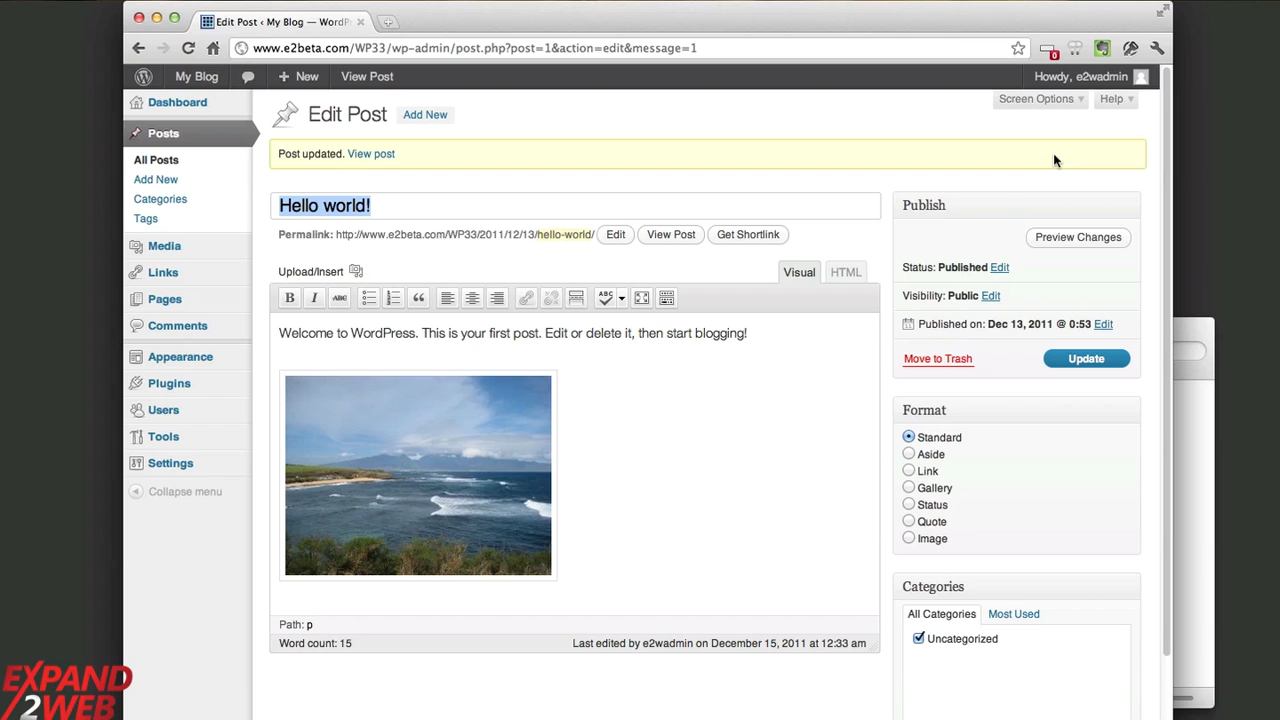 Edit Post ‹ My Blog — WordPr
www.e2beta.com/WP33/wp-admin/post.php?post=1&action=edit&message=1
0
My Blog
New
View Post
Howdy, e2wadmin
Dashboard
Posts
All Posts
Add New
Categories
Tags
Media
Links
Pages
Comments
Appearance
Plugins
Users
Tools
Settings
Collapse menu
Edit Post
Add New
Screen Options
Help
Post updated. View post
Hello world!
Permalink: http://www.e2beta.com/WP33/2011/12/13/hello-world/
Edit
View Post
Get Shortlink
Upload/Insert
Visual
HTML
B
I
ABC
ABC
Welcome to WordPress. This is your first post. Edit or delete it, then start blogging!
Path: p
Word count: 15
Last edited by e2wadmin on December 15, 2011 at 12:33 am
Publish
Preview Changes
Status: Published Edit
Visibility: Public Edit
Published on: Dec 13, 2011 @ 0:53 Edit
Move to Trash
Update
Format
Standard
Aside
Link
Gallery
Status
Quote
Image
Categories
All Categories
Most Used
Uncategorized
EXPAND
2WEB